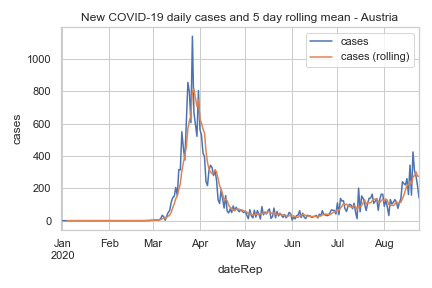 New COVID-19 daily cases and 5 day rolling mean - Austria
cases
cases (rolling)
1000
800
600
400
200
0
cases
Jan Feb Mar Apr May Jun Jul Aug
2020
dateRep